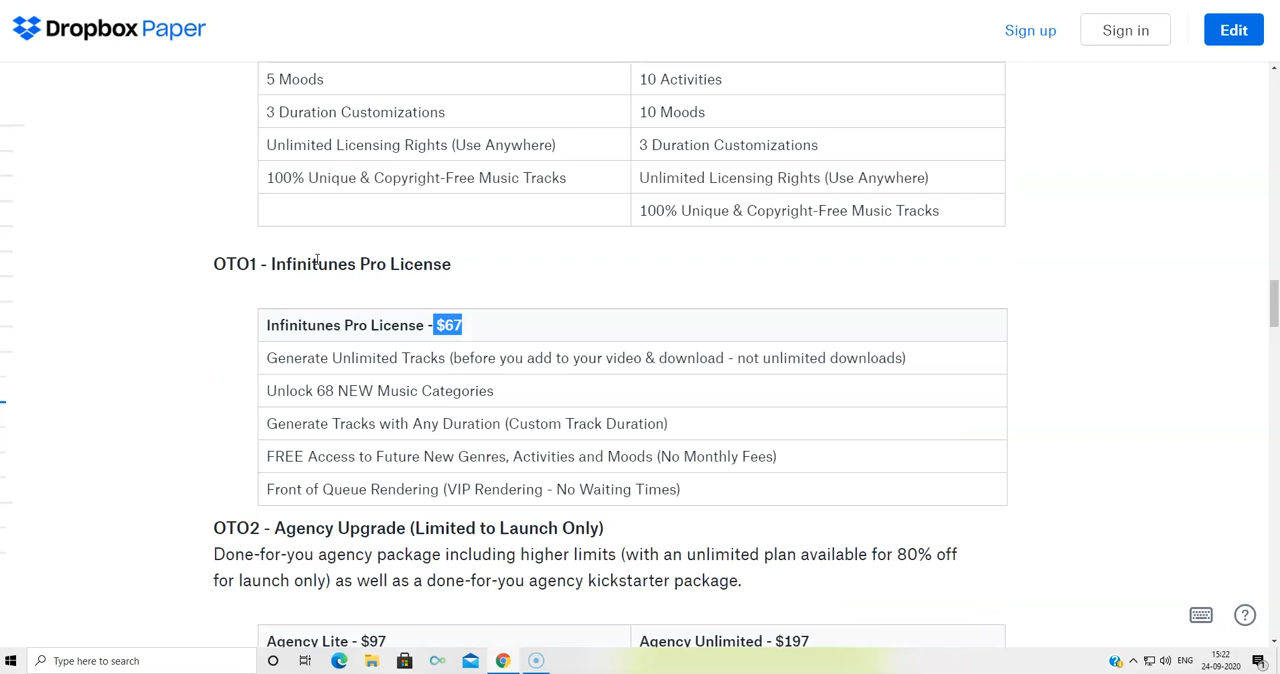 Dropbox Paper
Sign up
Sign in
Edit
5 Moods
10 Activities
3 Duration Customizations
10 Moods
Unlimited Licensing Rights (Use Anywhere)
3 Duration Customizations
100% Unique & Copyright-Free Music Tracks
Unlimited Licensing Rights (Use Anywhere)
100% Unique & Copyright-Free Music Tracks
OTO1 - Infinitunes Pro License
Infinitunes Pro License - $67
Generate Unlimited Tracks (before you add to your video & download - not unlimited downloads)
Unlock 68 NEW Music Categories
Generate Tracks with Any Duration (Custom Track Duration)
FREE Access to Future New Genres, Activities and Moods (No Monthly Fees)
Front of Queue Rendering (VIP Rendering - No Waiting Times)
OTO2 - Agency Upgrade (Limited to Launch Only)
Done-for-you agency package including higher limits (with an unlimited plan available for 80% off
for launch only) as well as a done-for-you agency kickstarter package.
Agency Lite - $97
Agency Unlimited - $197
?
Type here to search
ENG
15:22
24-09-2020